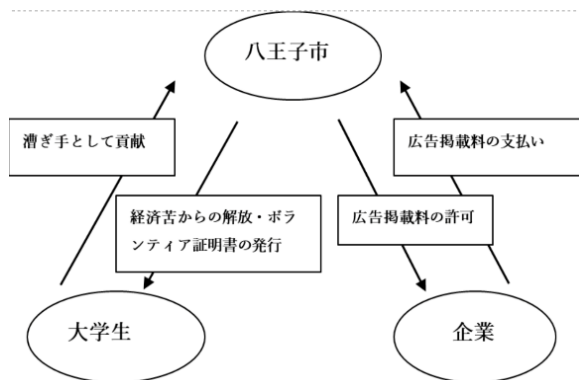 八王子市
漕ぎ手として貢献
広告掲載料の支払い
経済苦からの解放・ボラ
ンティア証明書の発行
広告掲載料の許可
大学生
企業